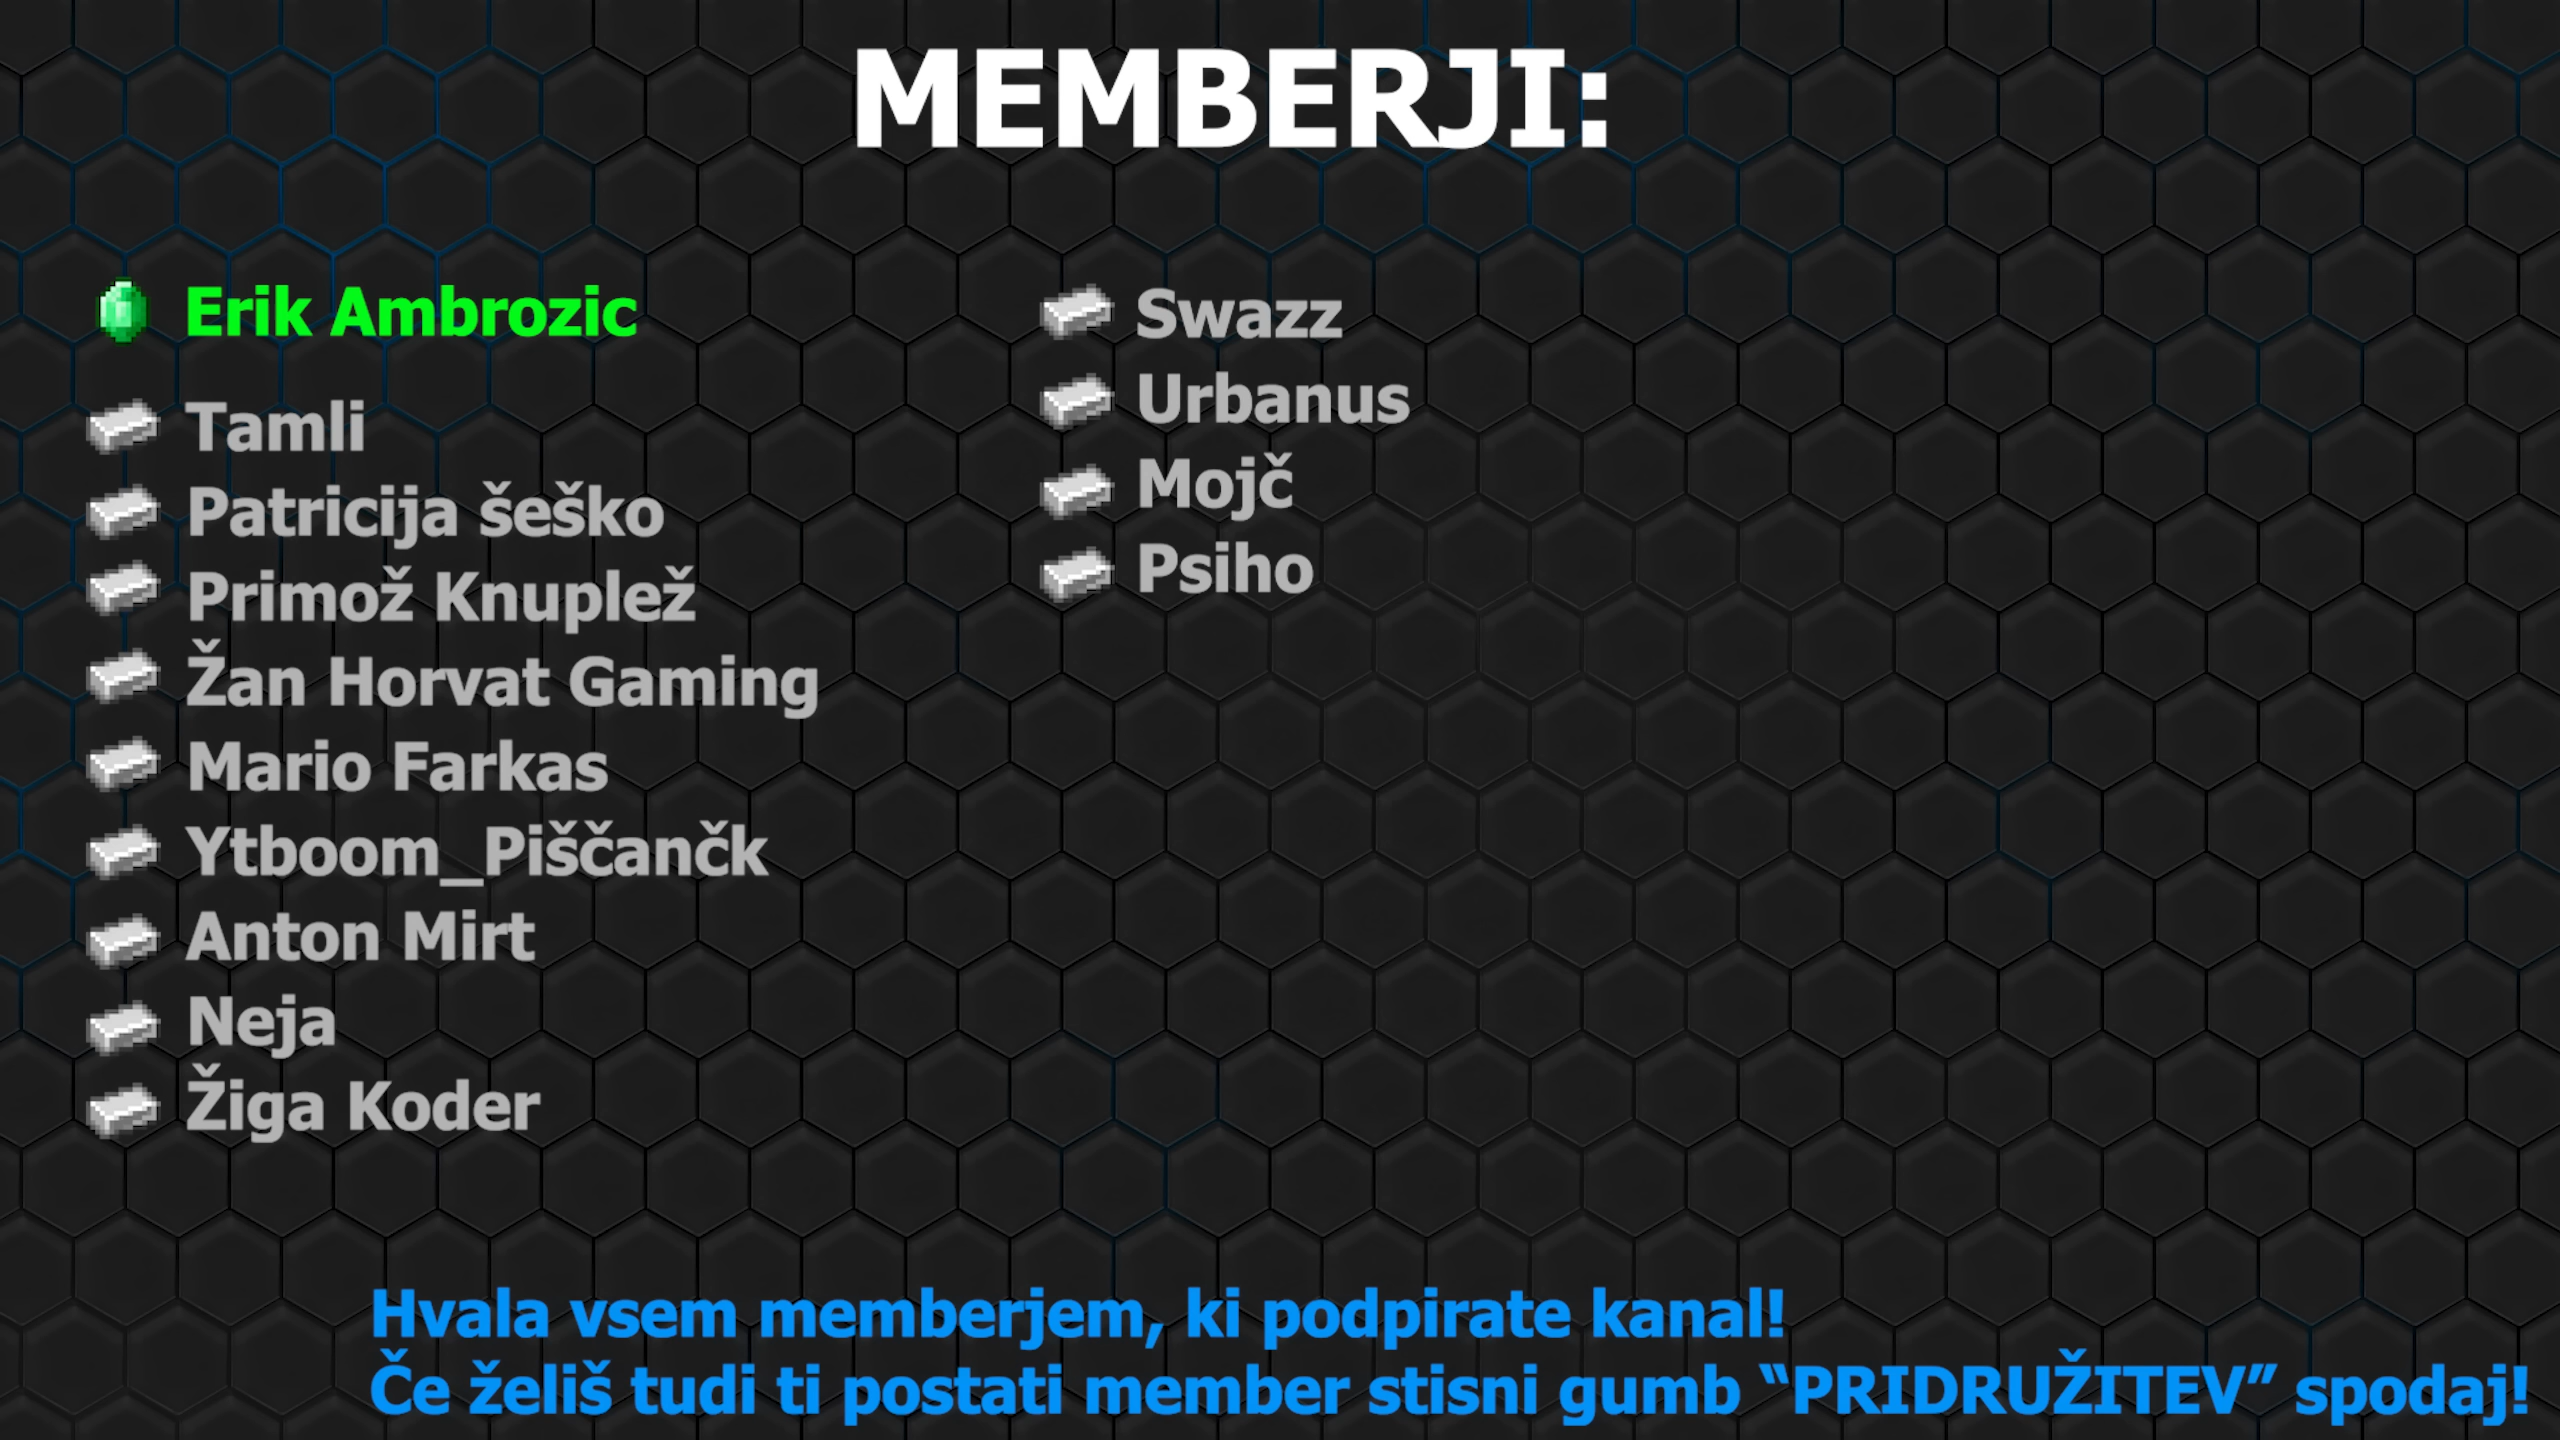 MEMBERJI:
Erik Ambrozic
Tamli
Patricija šeško
Primož Knuplež
Žan Horvat Gaming
Mario Farkas
Ytboom_Piščančk
Anton Mirt
Neja
Žiga Koder
Swazz
Urbanus
Mojč
Psiho
Hvala vsem memberjem, ki podpirate kanal!
Če želiš tudi ti postati member stisni gumb “PRIDRUŽITEV” spodaj!